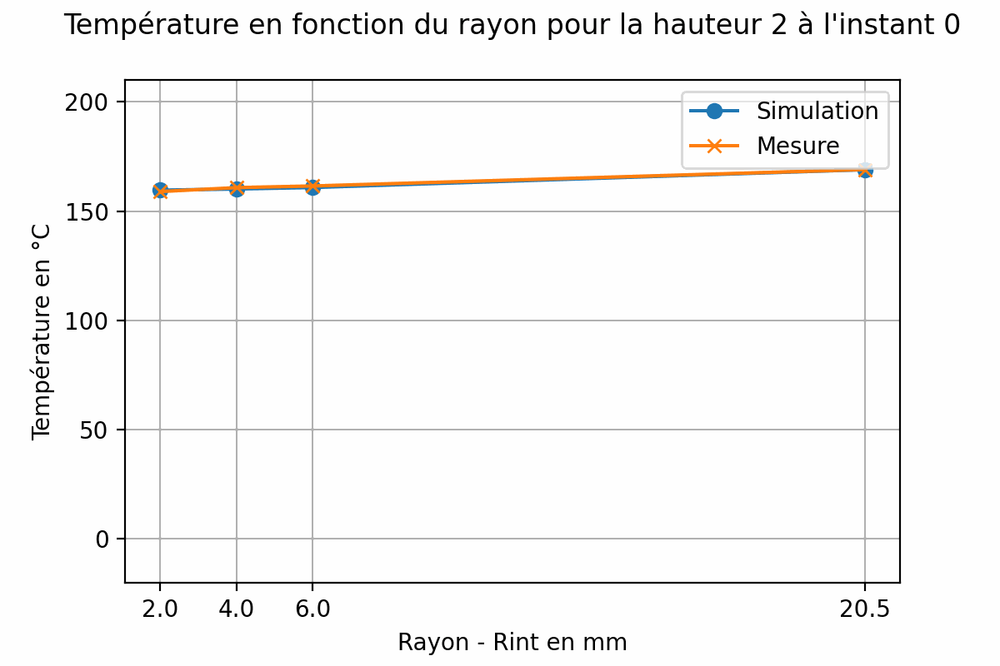 Température en fonction du rayon pour la hauteur 2 à l'instant 0
Simulation
Mesure
Température en °C
200
150
100
50
0
2.0 4.0 6.0 20.5
Rayon - Rint en mm